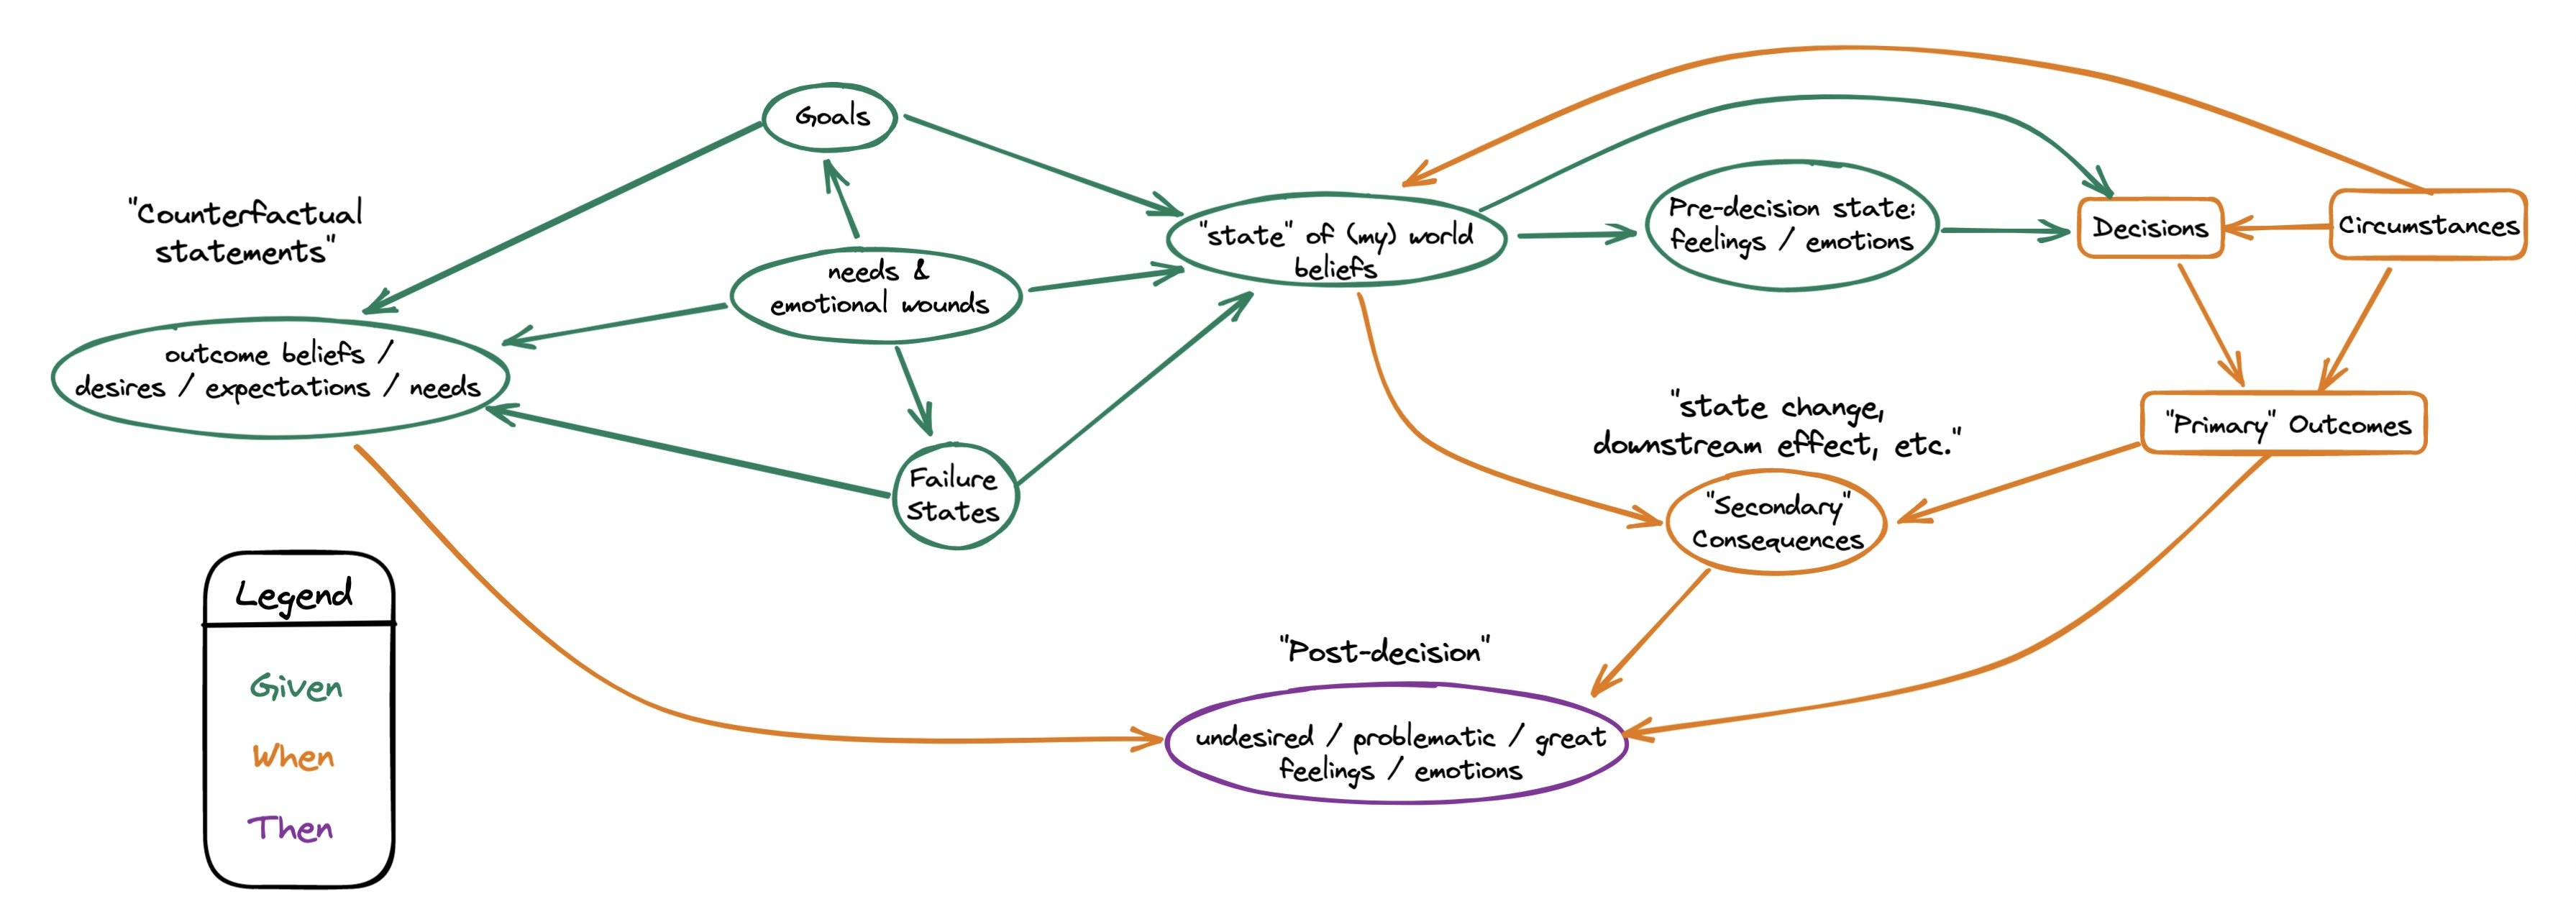 Goals
"Counterfactual
statements"
"state" of (my) world
beliefs
Pre-decision state:
feelings / emotions
Decisions
Circumstances
needs &
emotional wounds
outcome beliefs /
desires / expectations / needs
"state change,
downstream effect, etc."
"Primary" Outcomes
Failure
States
"Secondary"
Consequences
Legend
Given
When
Then
"Post-decision"
undesired / problematic / great
feelings / emotions